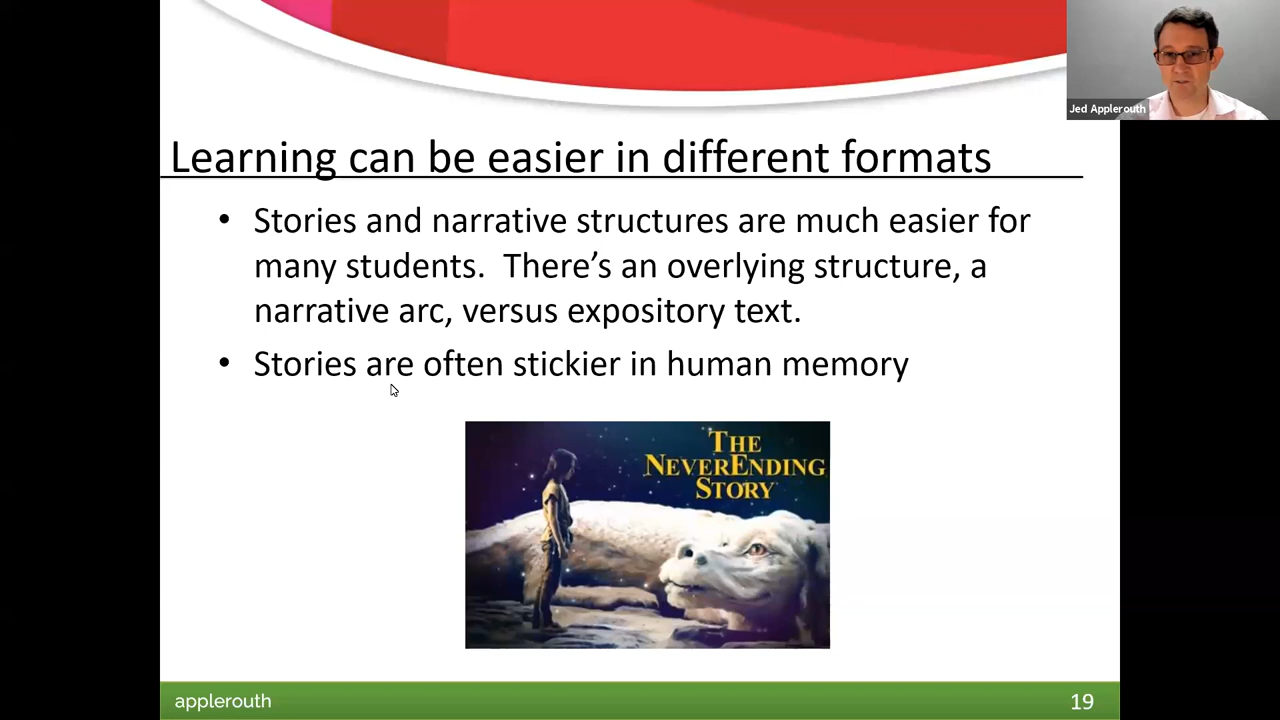 Jed Applerouth
Learning can be easier in different formats
• Stories and narrative structures are much easier for
many students.  There's an overlying structure, a
narrative arc, versus expository text.
• Stories are often stickier in human memory
THE
NEVERENDING
STORY
applerouth
19